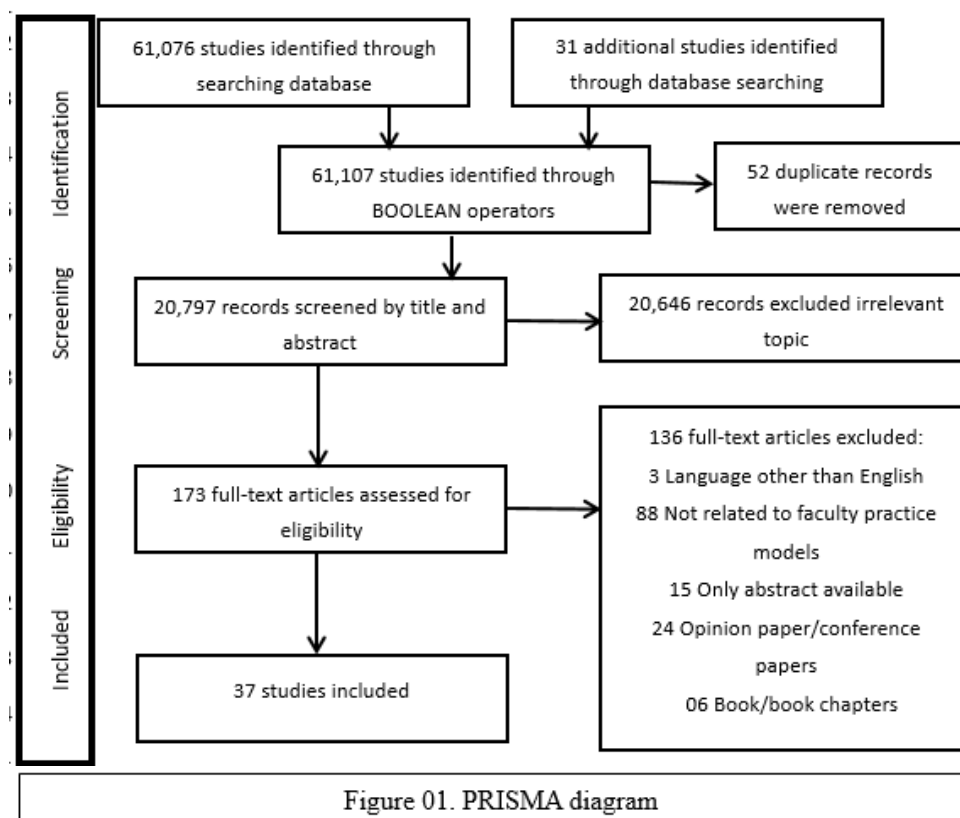 61,076 studies identified through
searching database
31 additional studies identified
through database searching
61,107 studies identified through
BOOLEAN operators
52 duplicate records
were removed
Identification
20,797 records screened by title and
abstract
20,646 records excluded irrelevant
topic
Screening
173 full-text articles assessed for
eligibility
136 full-text articles excluded:
3 Language other than English
88 Not related to faculty practice
models
15 Only abstract available
24 Opinion paper/conference
papers
06 Book/book chapters
Eligibility
37 studies included
Included
Figure 01. PRISMA diagram